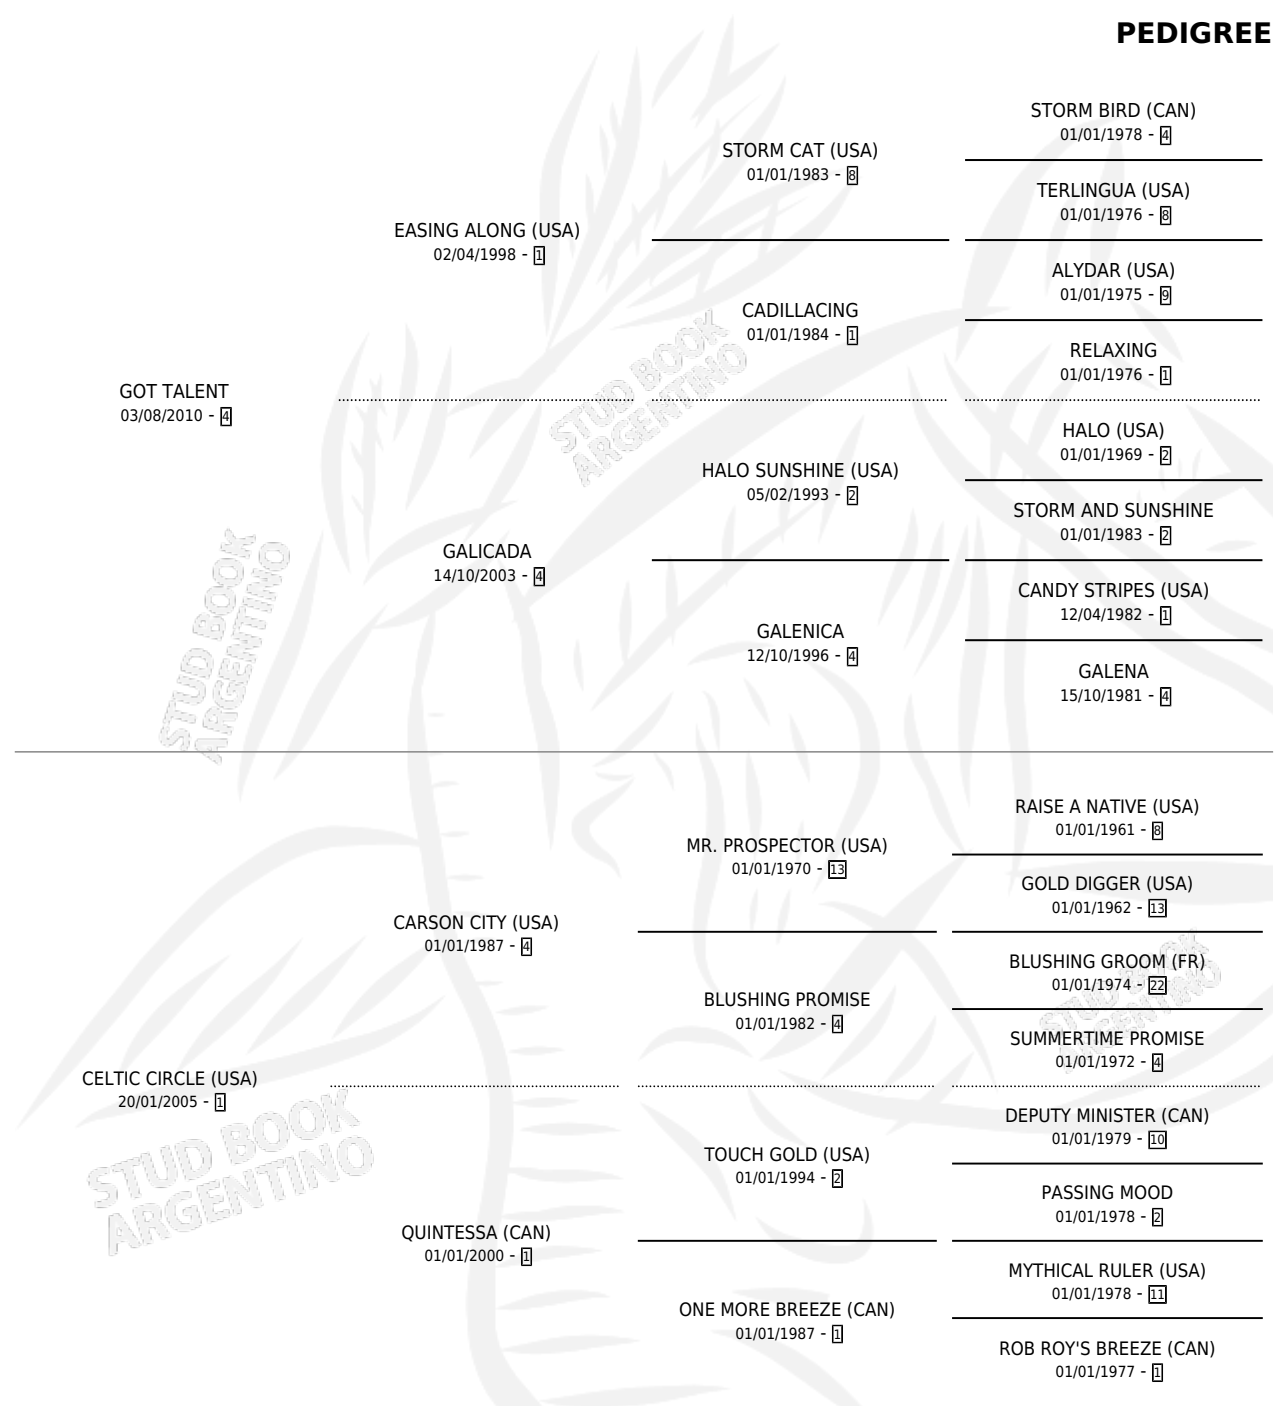 PEDIGREE
STORM BIRD (CAN)
01/01/1978 - 4
STORM CAT (USA)
01/01/1983 - 8
TERLINGUA (USA)
01/01/1976 - 8
EASING ALONG (USA)
02/04/1998 - 1
ALYDAR (USA)
01/01/1975 - 9
CADILLACING
01/01/1984 - 1
RELAXING
01/01/1976 - 1
GOT TALENT
03/08/2010 - 4
STUD BOOK
ARGENTINO
HALO (USA)
01/01/1969 - 2
HALO SUNSHINE (USA)
05/02/1993 - 2
STORM AND SUNSHINE
01/01/1983 - 2
GALICADA
14/10/2003 - 4
CANDY STRIPES (USA)
12/04/1982 - 1
GALENICA
12/10/1996 - 4
GALENA
15/10/1981 - 4
STUD BOOK
ARGENTINO
RAISE A NATIVE (USA)
01/01/1961 - 8
MR. PROSPECTOR (USA)
01/01/1970 - 13
GOLD DIGGER (USA)
01/01/1962 - 13
CARSON CITY (USA)
01/01/1987 - 4
BLUSHING GROOM (FR)
01/01/1974 - 22
BLUSHING PROMISE
01/01/1982 - 4
STUD BOOK
ARGENTINO
SUMMERTIME PROMISE
01/01/1972 - 4
CELTIC CIRCLE (USA)
20/01/2005 - 1
STUD BOOK
ARGENTINO
DEPUTY MINISTER (CAN)
01/01/1979 - 10
TOUCH GOLD (USA)
01/01/1994 - 2
PASSING MOOD
01/01/1978 - 2
QUINTESSA (CAN)
01/01/2000 - 1
MYTHICAL RULER (USA)
01/01/1978 - 11
ONE MORE BREEZE (CAN)
01/01/1987 - 1
ROB ROY'S BREEZE (CAN)
01/01/1977 - 1